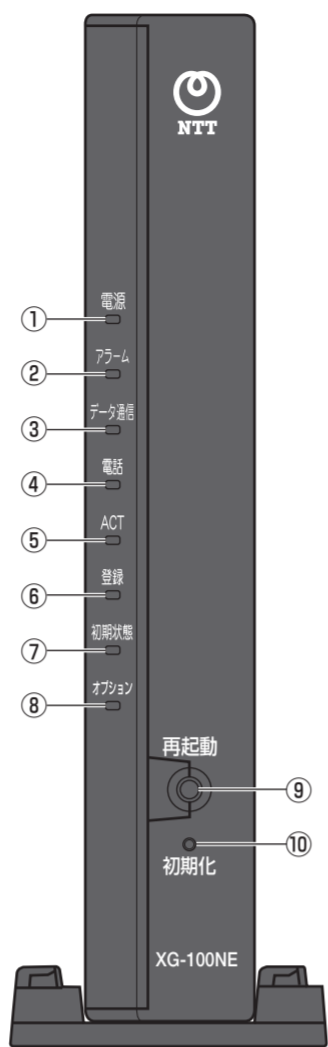 NTT
① 電源
② アラーム
③ データ通信
④ 電話
⑤ ACT
⑥ 登録
⑦ 初期状態
⑧ オプション
再起動
⑨
⑩
初期化
XG-100NE